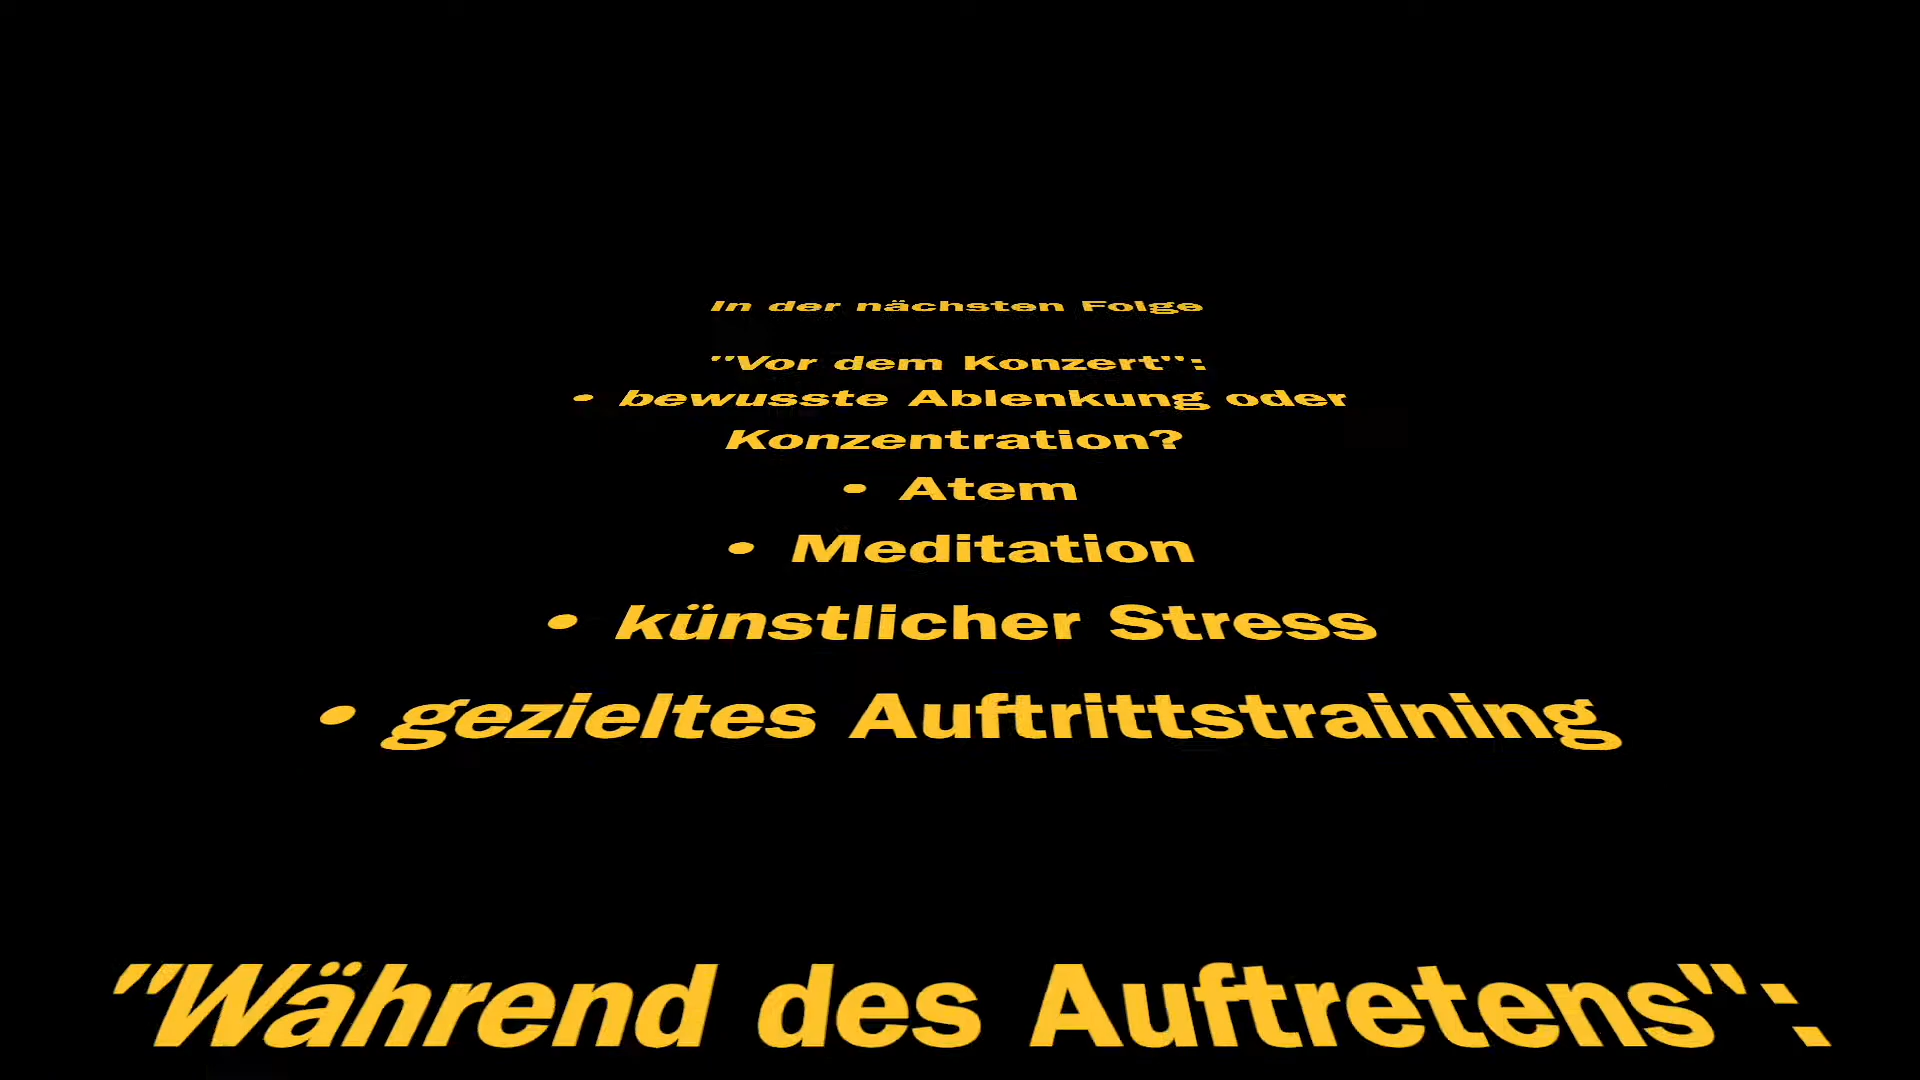 In der nächsten Folge
"Vor dem Konzert":
• bewusste Ablenkung oder
Konzentration?
• Atem
• Meditation
• künstlicher Stress
• gezieltes Auftrittstraining
"Während des Auftretens":